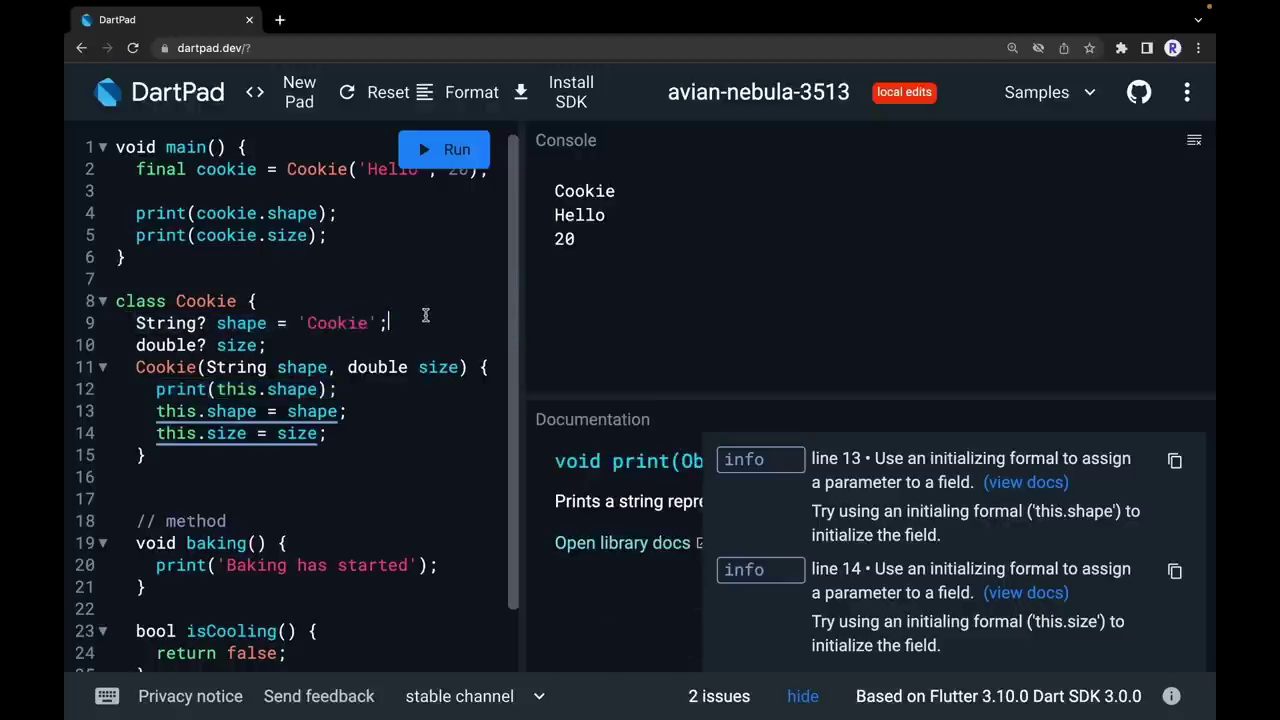 DartPad
dartpad.dev/?
DartPad
<> New Pad
Reset
Format
Install SDK
avian-nebula-3513
local edits
Samples
Run
1 void main() {
2 final cookie = Cookie('Hello', 20);
3
4 print(cookie.shape);
5 print(cookie.size);
6 }
7
8 class Cookie {
9 String? shape = 'Cookie';
10 double? size;
11 Cookie(String shape, double size) {
12 print(this.shape);
13 this.shape = shape;
14 this.size = size;
15 }
16
17
18 // method
19 void baking() {
20 print('Baking has started');
21 }
22
23 bool isCooling() {
24 return false;
Console
Cookie
Hello
20
Documentation
void print(Ob
Prints a string repre
Open library docs
info
line 13 • Use an initializing formal to assign
a parameter to a field. (view docs)
Try using an initialing formal ('this.shape') to
initialize the field.
info
line 14 • Use an initializing formal to assign
a parameter to a field. (view docs)
Try using an initialing formal ('this.size') to
initialize the field.
Privacy notice
Send feedback
stable channel
2 issues
hide
Based on Flutter 3.10.0 Dart SDK 3.0.0